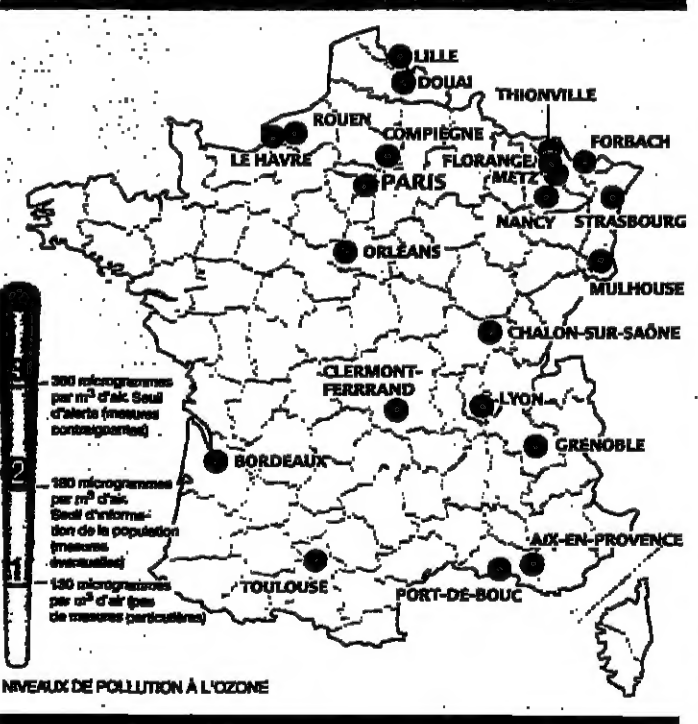 LILLE
DOUAI
THIONVILLE
ROUEN
COMPIÈGNE
FORBACH
LE HAVRE
FLORANGE
METZ
PARIS
NANCY
STRASBOURG
ORLÉANS
MULHOUSE
CHALON-SUR-SAÔNE
CLERMONT-
FERRRAND
LYON
GRENOBLE
BORDEAUX
AIX-EN-PROVENCE
TOULOUSE
PORT-DE-BOUC
3
360 microgrammes
par m³ d'air. Seuil
d'alerte (mesures
contraignantes)
2
180 microgrammes
par m³ d'air.
Seuil d'informa-
tion de la population
(mesures
éventuelles)
1
130 microgrammes
par m³ d'air (pas
de mesures particulières)
NIVEAUX DE POLLUTION À L'OZONE